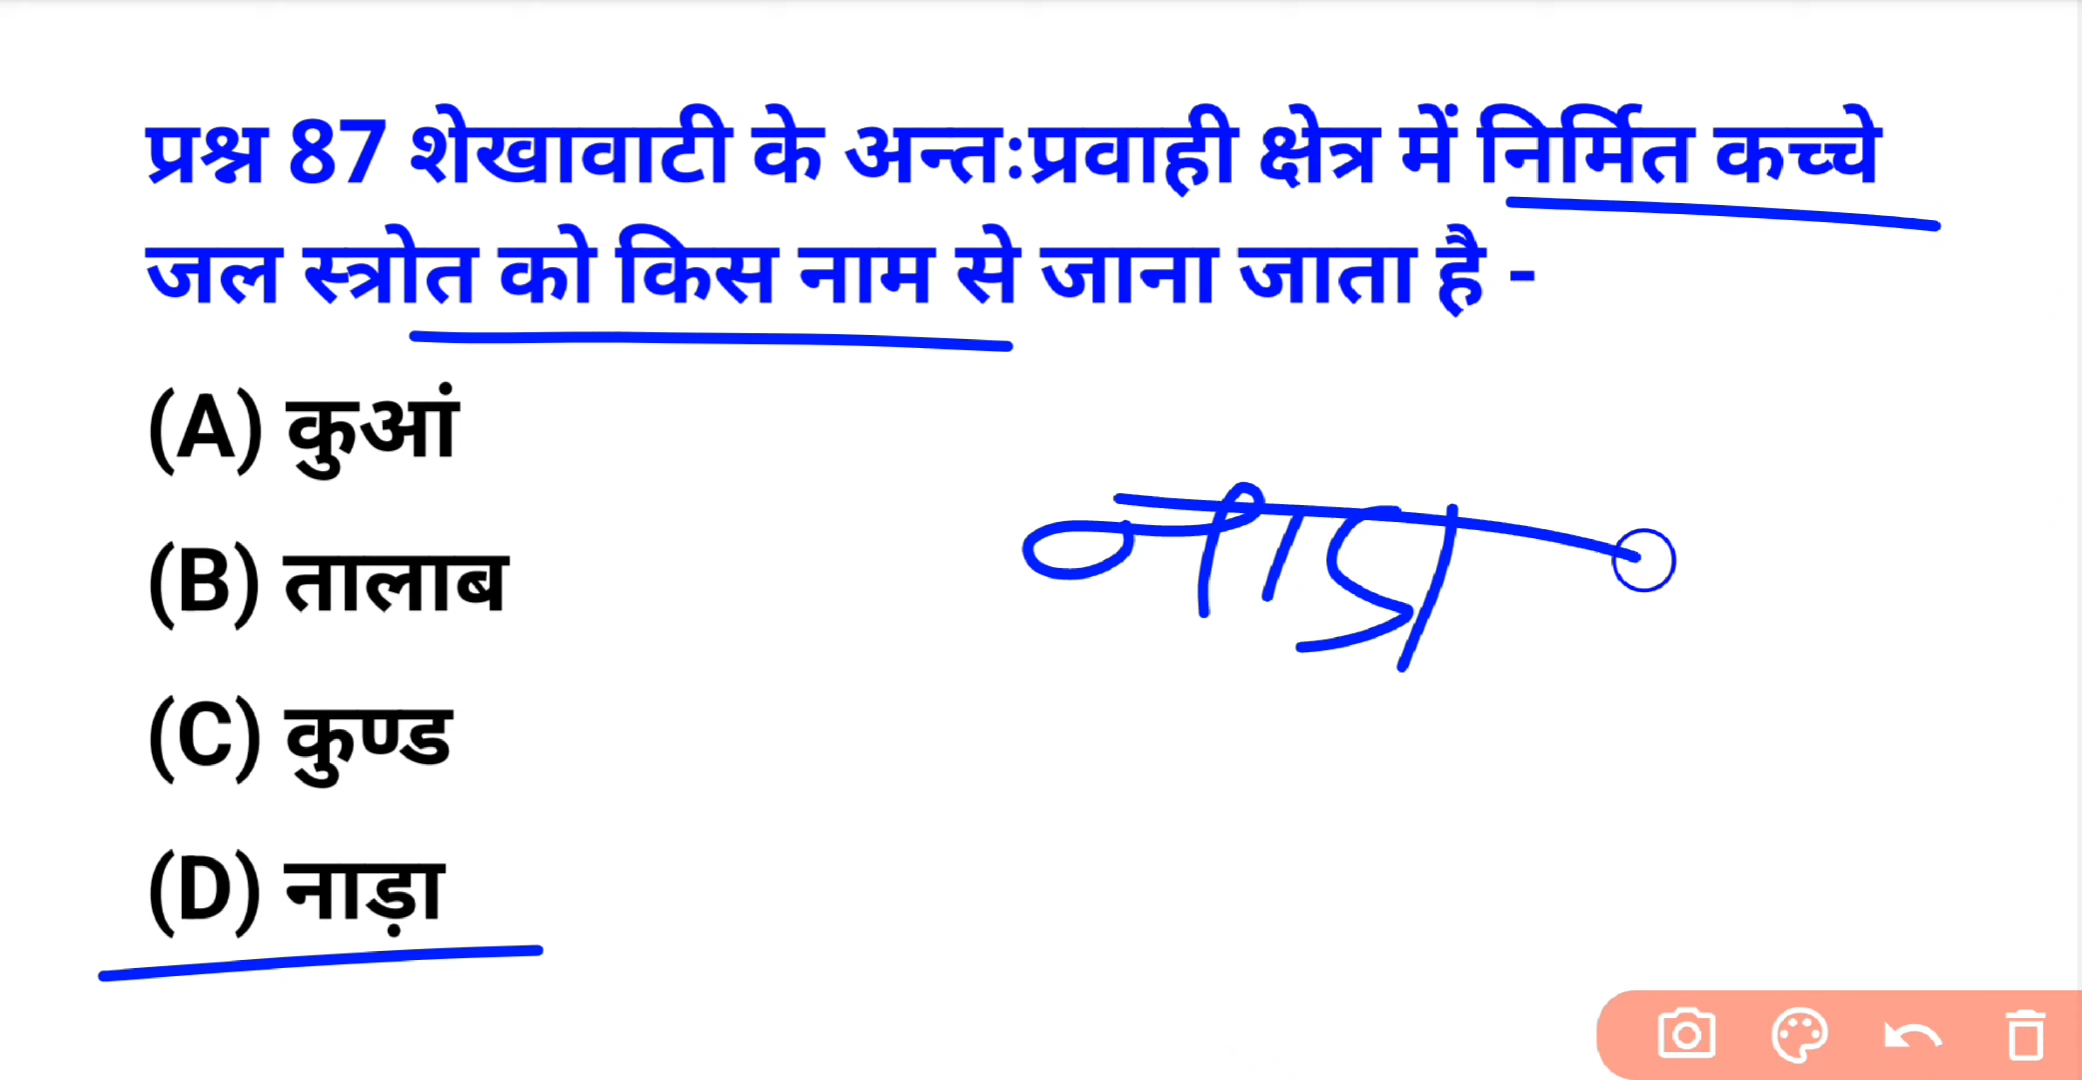 प्रश्न 87 शेखावाटी के अन्तःप्रवाही क्षेत्र में निर्मित कच्चे
जल स्त्रोत को किस नाम से जाना जाता है -
(A) कुआं
नाडा
(B) तालाब
(C) कुण्ड
(D) नाड़ा